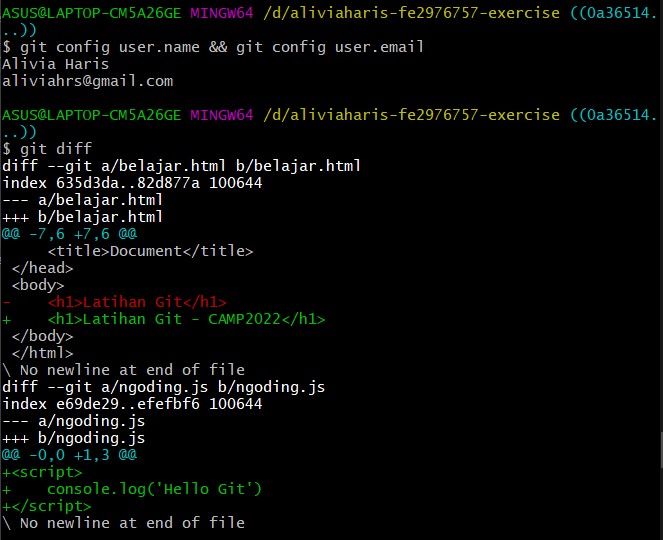 ASUS@LAPTOP-CM5A26GE MINGW64 /d/aliviaharis-fe2976757-exercise ((0a36514.
..))
$ git config user.name && git config user.email
Alivia Haris
aliviahrs@gmail.com
ASUS@LAPTOP-CM5A26GE MINGW64 /d/aliviaharis-fe2976757-exercise ((0a36514.
..))
$ git diff
diff --git a/belajar.html b/belajar.html
index 635d3da..82d877a 100644
--- a/belajar.html
+++ b/belajar.html
@@ -7,6 +7,6 @@
     <title>Document</title>
 </head>
 <body>
-    <h1>Latihan Git</h1>
+    <h1>Latihan Git - CAMP2022</h1>
 </body>
 </html>
\ No newline at end of file
diff --git a/ngoding.js b/ngoding.js
index e69de29..efefbf6 100644
--- a/ngoding.js
+++ b/ngoding.js
@@ -0,0 +1,3 @@
+<script>
+    console.log('Hello Git')
+</script>
\ No newline at end of file